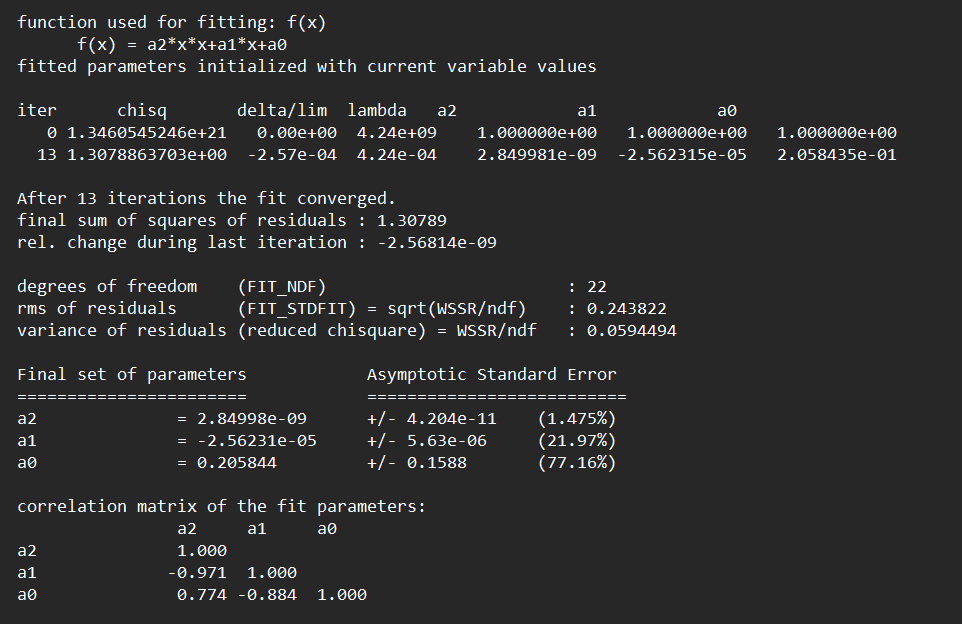 function used for fitting: f(x)
      f(x) = a2*x*x+a1*x+a0
fitted parameters initialized with current variable values

iter      chisq       delta/lim  lambda   a2            a1            a0
   0 1.3460545246e+21   0.00e+00  4.24e+09    1.000000e+00   1.000000e+00   1.000000e+00
  13 1.3078863703e+00  -2.57e-04  4.24e-04    2.849981e-09  -2.562315e-05   2.058435e-01

After 13 iterations the fit converged.
final sum of squares of residuals : 1.30789
rel. change during last iteration : -2.56814e-09

degrees of freedom    (FIT_NDF)                        : 22
rms of residuals      (FIT_STDFIT) = sqrt(WSSR/ndf)    : 0.243822
variance of residuals (reduced chisquare) = WSSR/ndf   : 0.0594494

Final set of parameters            Asymptotic Standard Error
=======================            ==========================
a2              = 2.84998e-09      +/- 4.204e-11    (1.475%)
a1              = -2.56231e-05     +/- 5.63e-06     (21.97%)
a0              = 0.205844         +/- 0.1588       (77.16%)

correlation matrix of the fit parameters:
                a2     a1     a0
a2              1.000
a1             -0.971  1.000
a0              0.774 -0.884  1.000